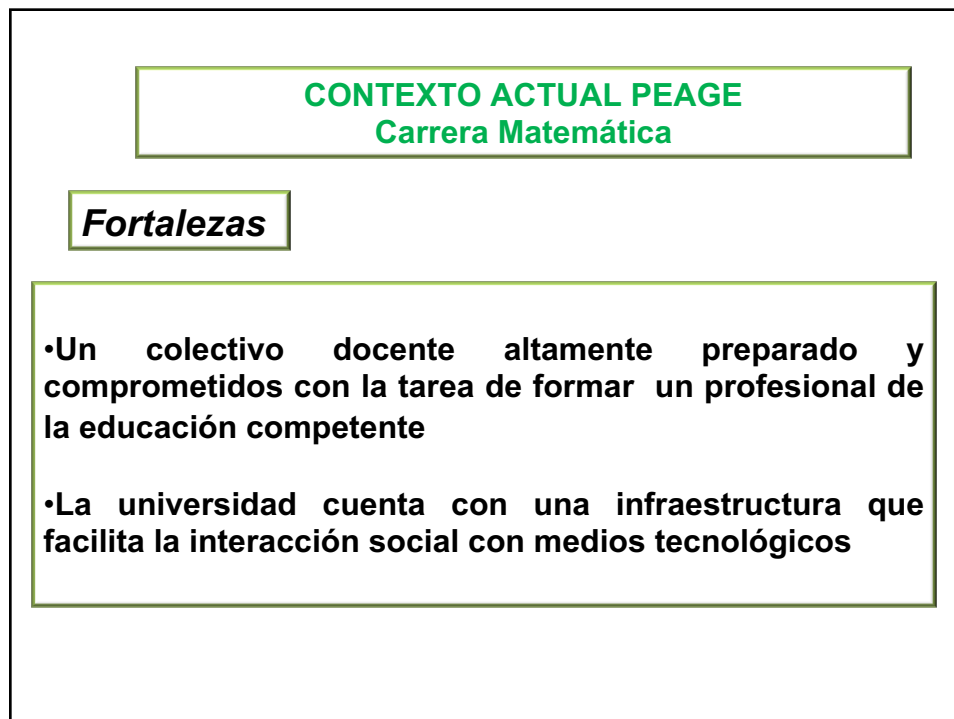 CONTEXTO ACTUAL PEAGE
Carrera Matemática
Fortalezas
•Un colectivo docente altamente preparado y
comprometidos con la tarea de formar un profesional de
la educación competente
•La universidad cuenta con una infraestructura que
facilita la interacción social con medios tecnológicos